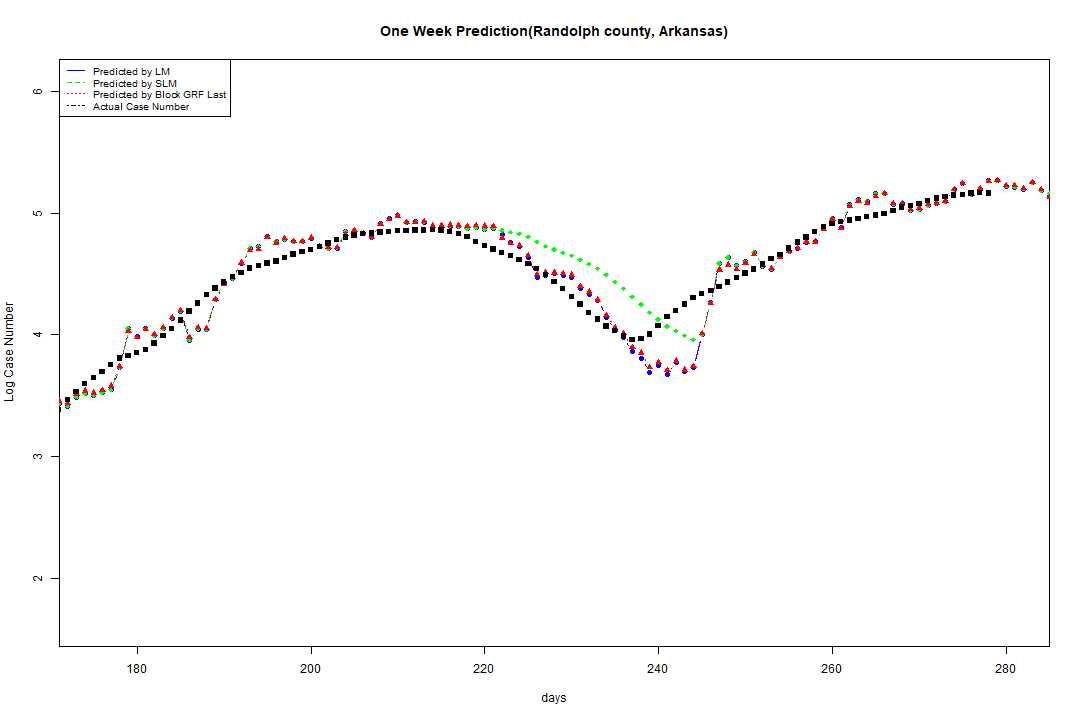 One Week Prediction(Randolph county, Arkansas)
Predicted by LM
Predicted by SLM
Predicted by Block GRF Last
Actual Case Number
6
5
4
3
2
Log Case Number
180 200 220 240 260 280
days